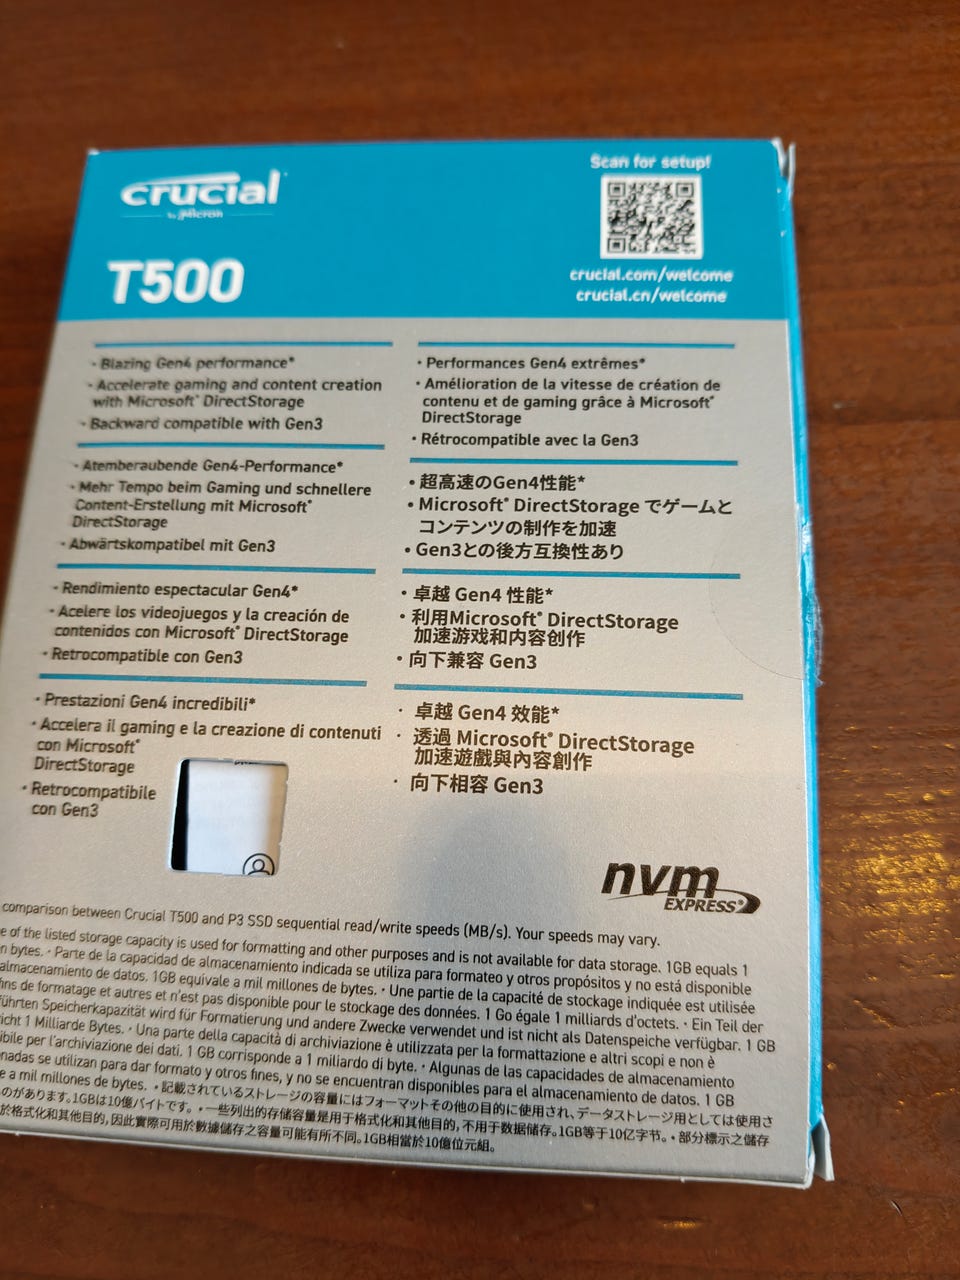 crucial
by Micron
T500
Scan for setup!
crucial.com/welcome
crucial.cn/welcome
• Blazing Gen4 performance*
• Accelerate gaming and content creation
with Microsoft® DirectStorage
• Backward compatible with Gen3
• Atemberaubende Gen4-Performance*
• Mehr Tempo beim Gaming und schnellere
Content-Erstellung mit Microsoft®
DirectStorage
• Abwärtskompatibel mit Gen3
• Rendimiento espectacular Gen4*
• Acelere los videojuegos y la creación de
contenidos con Microsoft® DirectStorage
• Retrocompatible con Gen3
• Prestazioni Gen4 incredibili*
• Accelera il gaming e la creazione di contenuti
con Microsoft®
DirectStorage
• Retrocompatibile
con Gen3
• Performances Gen4 extrêmes*
• Amélioration de la vitesse de création de
contenu et de gaming grâce à Microsoft®
DirectStorage
• Rétrocompatible avec la Gen3
• 超高速のGen4性能*
• Microsoft® DirectStorage でゲームと
コンテンツの制作を加速
• Gen3との後方互換性あり
• 卓越 Gen4 性能*
• 利用Microsoft® DirectStorage
加速游戏和内容创作
• 向下兼容 Gen3
• 卓越 Gen4 效能*
• 透過 Microsoft® DirectStorage
加速遊戲與內容創作
• 向下相容 Gen3
nvm
EXPRESS®
comparison between Crucial T500 and P3 SSD sequential read/write speeds (MB/s). Your speeds may vary.
e of the listed storage capacity is used for formatting and other purposes and is not available for data storage. 1GB equals 1
n bytes. • Parte de la capacidad de almacenamiento indicada se utiliza para formateo y otros propósitos y no está disponible
almacenamiento de datos. 1GB equivale a mil millones de bytes. • Une partie de la capacité de stockage indiquée est utilisée
fins de formatage et autres et n'est pas disponible pour le stockage des données. 1 Go égale 1 milliards d'octets. • Ein Teil der
führten Speicherkapazität wird für Formatierung und andere Zwecke verwendet und ist nicht als Datenspeiche verfügbar. 1 GB
icht 1 Milliarde Bytes. • Una parte della capacità di archiviazione è utilizzata per la formattazione e altri scopi e non è
ibile per l'archiviazione dei dati. 1 GB corrisponde a 1 miliardo di byte. • Algunas de las capacidades de almacenamiento
onadas se utilizan para dar formato y otros fines, y no se encuentran disponibles para el almacenamiento de datos. 1 GB
e a mil millones de bytes. • 記載されているストレージの容量にはフォーマットその他の目的に使用され、データストレージ用としては使用さ
ものがあります。1GBは10億バイトです。 • 一些列出的存储容量是用于格式化和其他目的,不用于数据储存。1GB等于10亿字节。 • 部分標示之儲存
於格式化和其他目的,因此實際可用於數據儲存之容量可能有所不同。1GB相當於10億位元組。